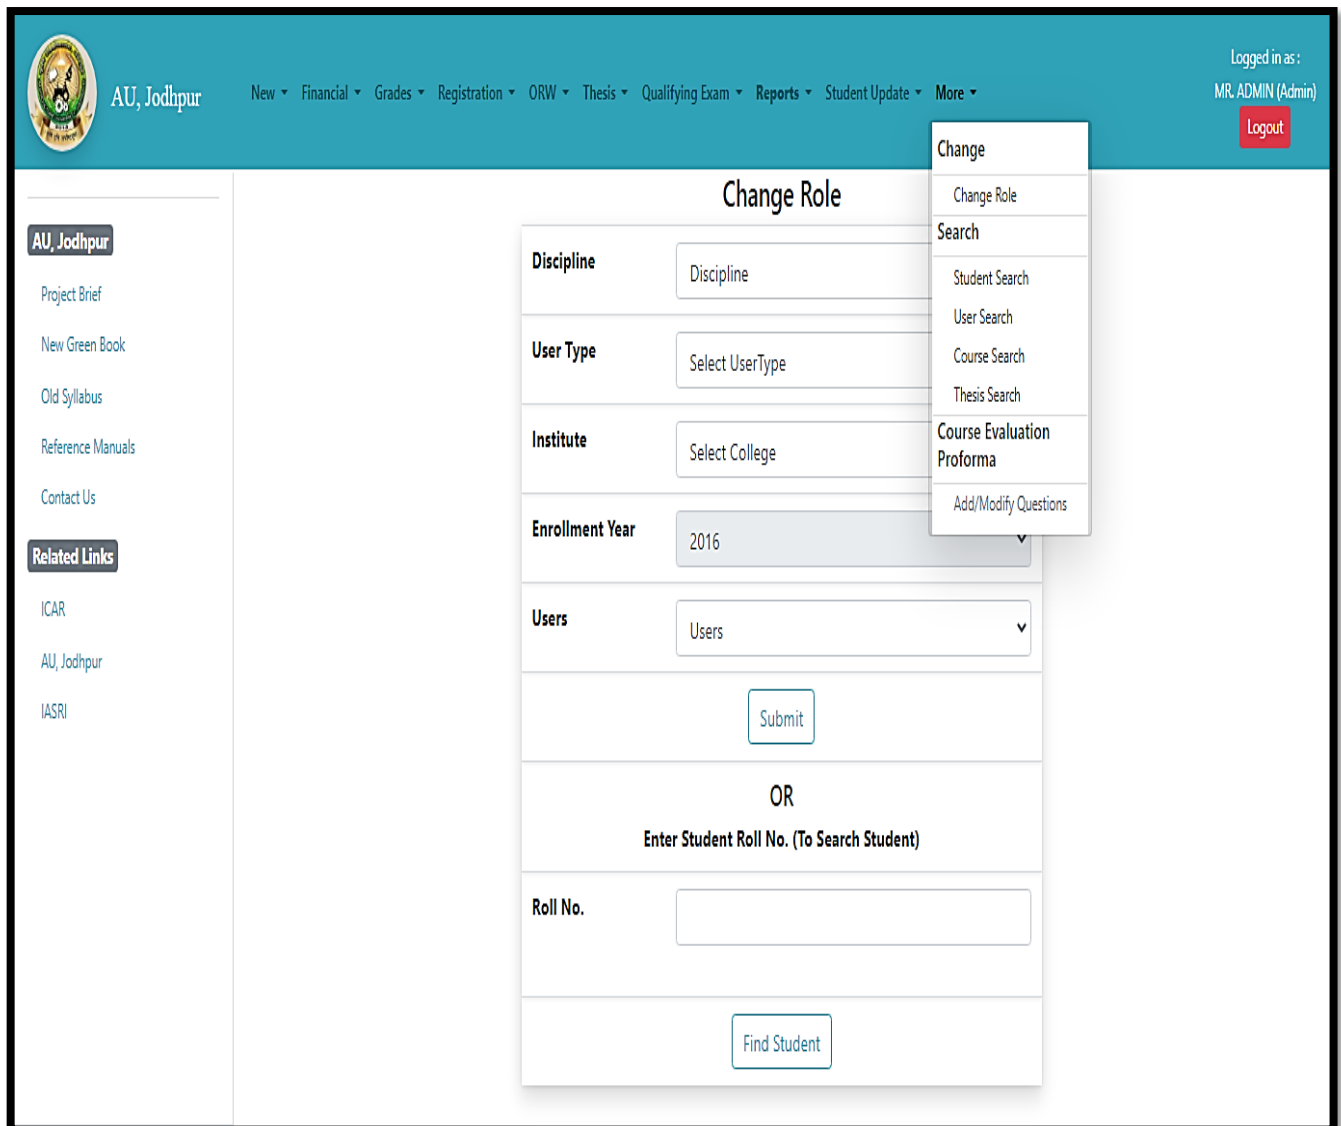 AU, Jodhpur
New Financial Grades Registration ORW Thesis Qualifying Exam Reports Student Update More
Logged in as :
MR. ADMIN (Admin)
Logout
Change
Change Role
Search
Student Search
User Search
Course Search
Thesis Search
Course Evaluation
Proforma
Add/Modify Questions
AU, Jodhpur
Project Brief
New Green Book
Old Syllabus
Reference Manuals
Contact Us
Related Links
ICAR
AU, Jodhpur
IASRI
Change Role
Discipline Discipline
User Type Select UserType
Institute Select College
Enrollment Year 2016
Users Users
Submit
OR
Enter Student Roll No. (To Search Student)
Roll No.
Find Student